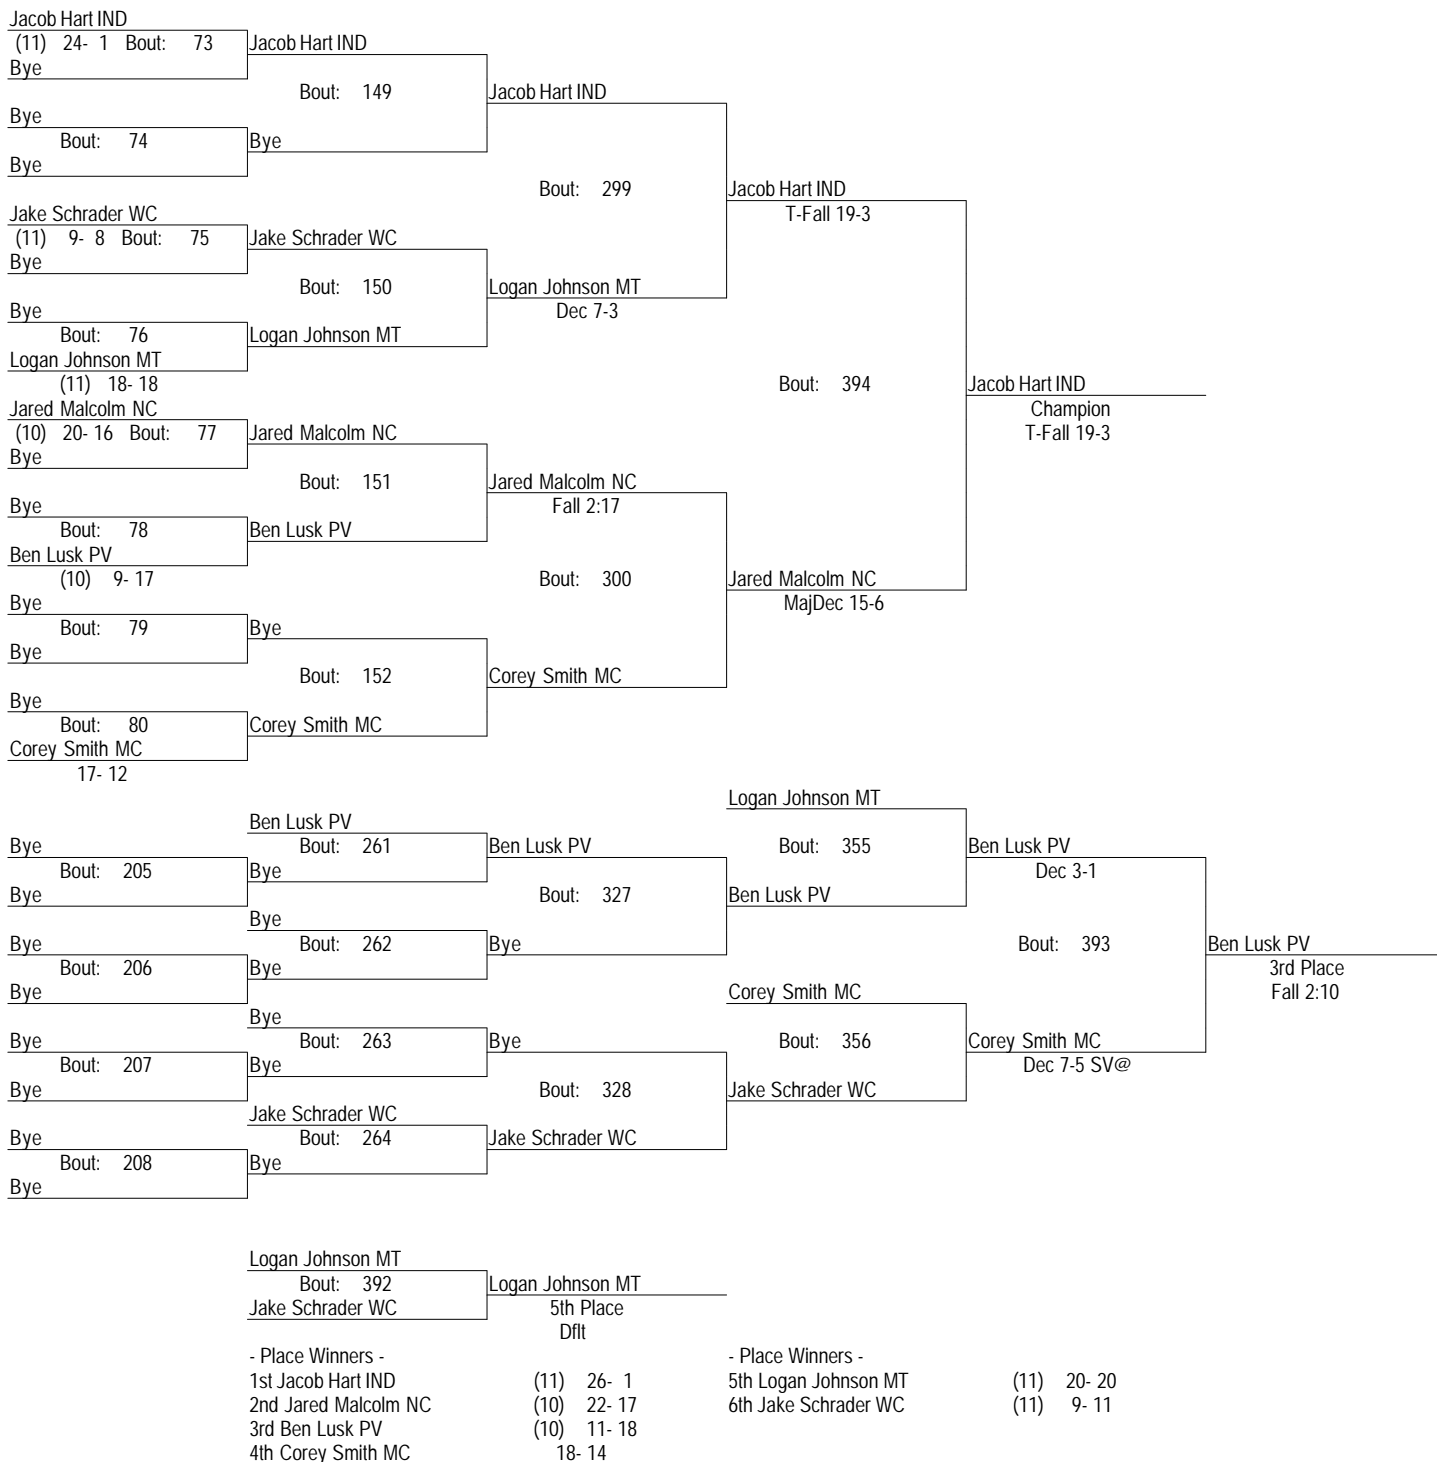 Jacob Hart IND
(11) 24- 1 Bout: 73 Jacob Hart IND
Bye
Bout: 149 Jacob Hart IND
Bye
Bout: 74 Bye
Bye
Bout: 299 Jacob Hart IND
T-Fall 19-3
Jake Schrader WC
(11) 9- 8 Bout: 75 Jake Schrader WC
Bye
Bout: 150 Logan Johnson MT
Dec 7-3
Bye
Bout: 76 Logan Johnson MT
Logan Johnson MT
(11) 18- 18
Bout: 394 Jacob Hart IND
Champion
T-Fall 19-3
Jared Malcolm NC
(10) 20- 16 Bout: 77 Jared Malcolm NC
Bye
Bout: 151 Jared Malcolm NC
Fall 2:17
Bye
Bout: 78 Ben Lusk PV
Ben Lusk PV
(10) 9- 17
Bout: 300 Jared Malcolm NC
MajDec 15-6
Bye
Bout: 79 Bye
Bye
Bout: 152 Corey Smith MC
Bye
Bout: 80 Corey Smith MC
Corey Smith MC
17- 12
Logan Johnson MT
Ben Lusk PV
Bye Bout: 261 Ben Lusk PV Bout: 355 Ben Lusk PV
Bout: 205 Bye Dec 3-1
Bye Bout: 327 Ben Lusk PV
Bye
Bye Bout: 262 Bye Bout: 393 Ben Lusk PV
Bout: 206 Bye 3rd Place
Bye Corey Smith MC Fall 2:10
Bye
Bye Bout: 263 Bye Bout: 356 Corey Smith MC
Bout: 207 Bye Dec 7-5 SV@
Bye Bout: 328 Jake Schrader WC
Jake Schrader WC
Bye Bout: 264 Jake Schrader WC
Bout: 208 Bye
Bye
Logan Johnson MT
Bout: 392 Logan Johnson MT
Jake Schrader WC 5th Place
Dflt
- Place Winners - - Place Winners -
1st Jacob Hart IND (11) 26- 1 5th Logan Johnson MT (11) 20- 20
2nd Jared Malcolm NC (10) 22- 17 6th Jake Schrader WC (11) 9- 11
3rd Ben Lusk PV (10) 11- 18
4th Corey Smith MC 18- 14